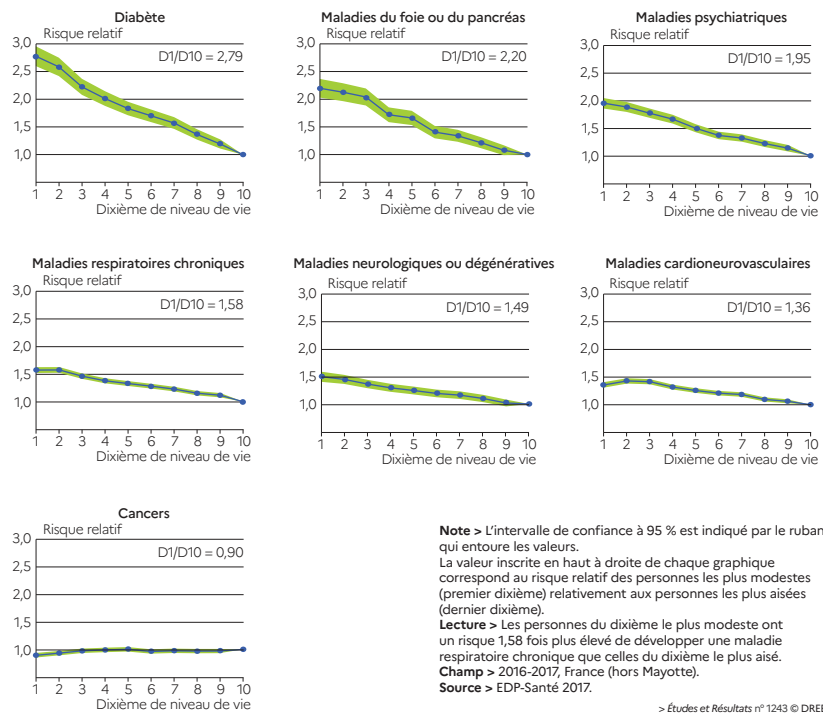 Diabète
Risque relatif
D1/D10 = 2,79
3,0
2,5
2,0
1,5
1,0
1 2 3 4 5 6 7 8 9 10
Dixième de niveau de vie
Maladies du foie ou du pancréas
Risque relatif
D1/D10 = 2,20
3,0
2,5
2,0
1,5
1,0
1 2 3 4 5 6 7 8 9 10
Dixième de niveau de vie
Maladies psychiatriques
Risque relatif
D1/D10 = 1,95
3,0
2,5
2,0
1,5
1,0
1 2 3 4 5 6 7 8 9 10
Dixième de niveau de vie
Maladies respiratoires chroniques
Risque relatif
D1/D10 = 1,58
3,0
2,5
2,0
1,5
1,0
1 2 3 4 5 6 7 8 9 10
Dixième de niveau de vie
Maladies neurologiques ou dégénératives
Risque relatif
D1/D10 = 1,49
3,0
2,5
2,0
1,5
1,0
1 2 3 4 5 6 7 8 9 10
Dixième de niveau de vie
Maladies cardioneurovasculaires
Risque relatif
D1/D10 = 1,36
3,0
2,5
2,0
1,5
1,0
1 2 3 4 5 6 7 8 9 10
Dixième de niveau de vie
Cancers
Risque relatif
D1/D10 = 0,90
3,0
2,5
2,0
1,5
1,0
1 2 3 4 5 6 7 8 9 10
Dixième de niveau de vie
Note > L'intervalle de confiance à 95 % est indiqué par le ruban
qui entoure les valeurs.
La valeur inscrite en haut à droite de chaque graphique
correspond au risque relatif des personnes les plus modestes
(premier dixième) relativement aux personnes les plus aisées
(dernier dixième).
Lecture > Les personnes du dixième le plus modeste ont
un risque 1,58 fois plus élevé de développer une maladie
respiratoire chronique que celles du dixième le plus aisé.
Champ > 2016-2017, France (hors Mayotte).
Source > EDP-Santé 2017.
> Études et Résultats n° 1243 ©